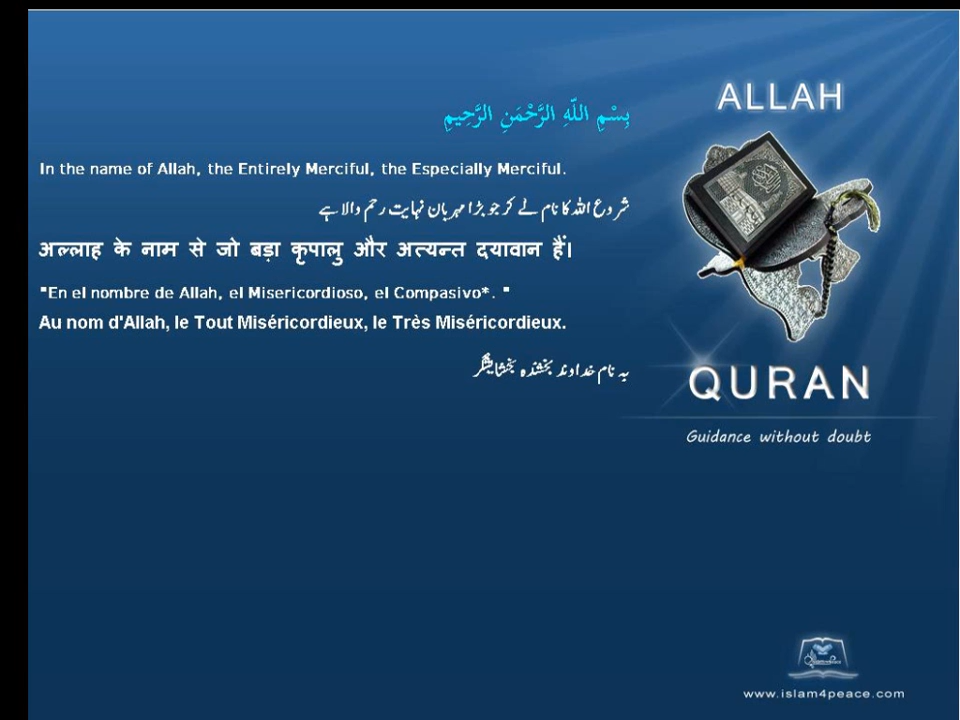 بِسْمِ اللَّهِ الرَّحْمَنِ الرَّحِيمِ
In the name of Allah, the Entirely Merciful, the Especially Merciful.
شروع الله کا نام لے کر جو بڑا مہربان نہایت رحم والا ہے
अल्लाह के नाम से जो बड़ा कृपालु और अत्यन्त दयावान हैं।
"En el nombre de Allah, el Misericordioso, el Compasivo*. "
Au nom d'Allah, le Tout Miséricordieux, le Très Miséricordieux.
به نام خداوند بخشنده بخشایشگر
ALLAH
QURAN
Guidance without doubt
www.islam4peace.com